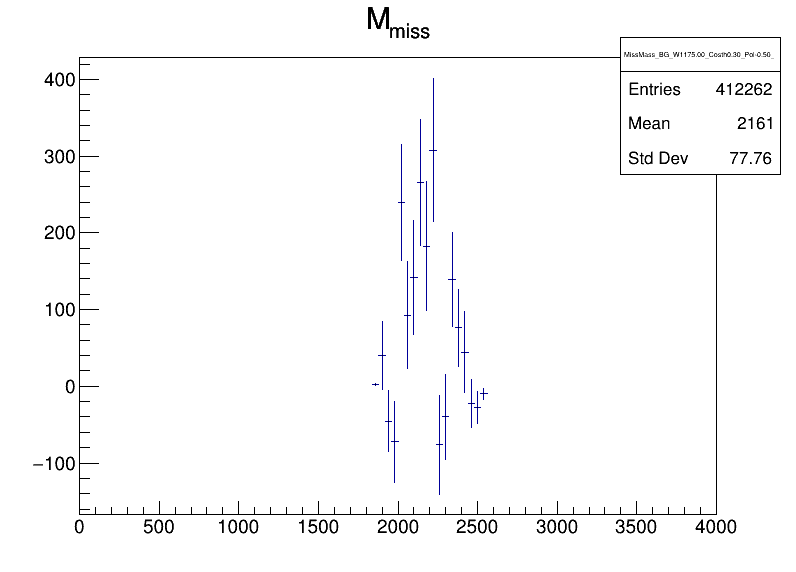 M_miss
MissMass_BG_W1175.00_Costh0.30_Pol-0.50_
Entries 412262
Mean 2161
Std Dev 77.76
400
300
200
100
0
−100
0 500 1000 1500 2000 2500 3000 3500 4000